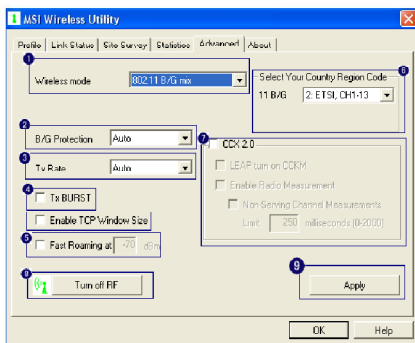 MSI Wireless Utility
Profile Link Status Site Survey Statistics Advanced About
1
Wireless mode 802.11 B/G mix
6
Select Your Country Region Code
11 B/G 2: ETSI, CH1-13
2
B/G Protection Auto
3
Tx Rate Auto
4
Tx BURST
Enable TCP Window Size
5
Fast Roaming at -70 dBm
7
CCX 2.0
LEAP turn on CCKM
Enable Radio Measurement
Non-Serving Channel Measurements
Limit 250 milliseconds (0-2000)
8
Turn off RF
9
Apply
OK Help